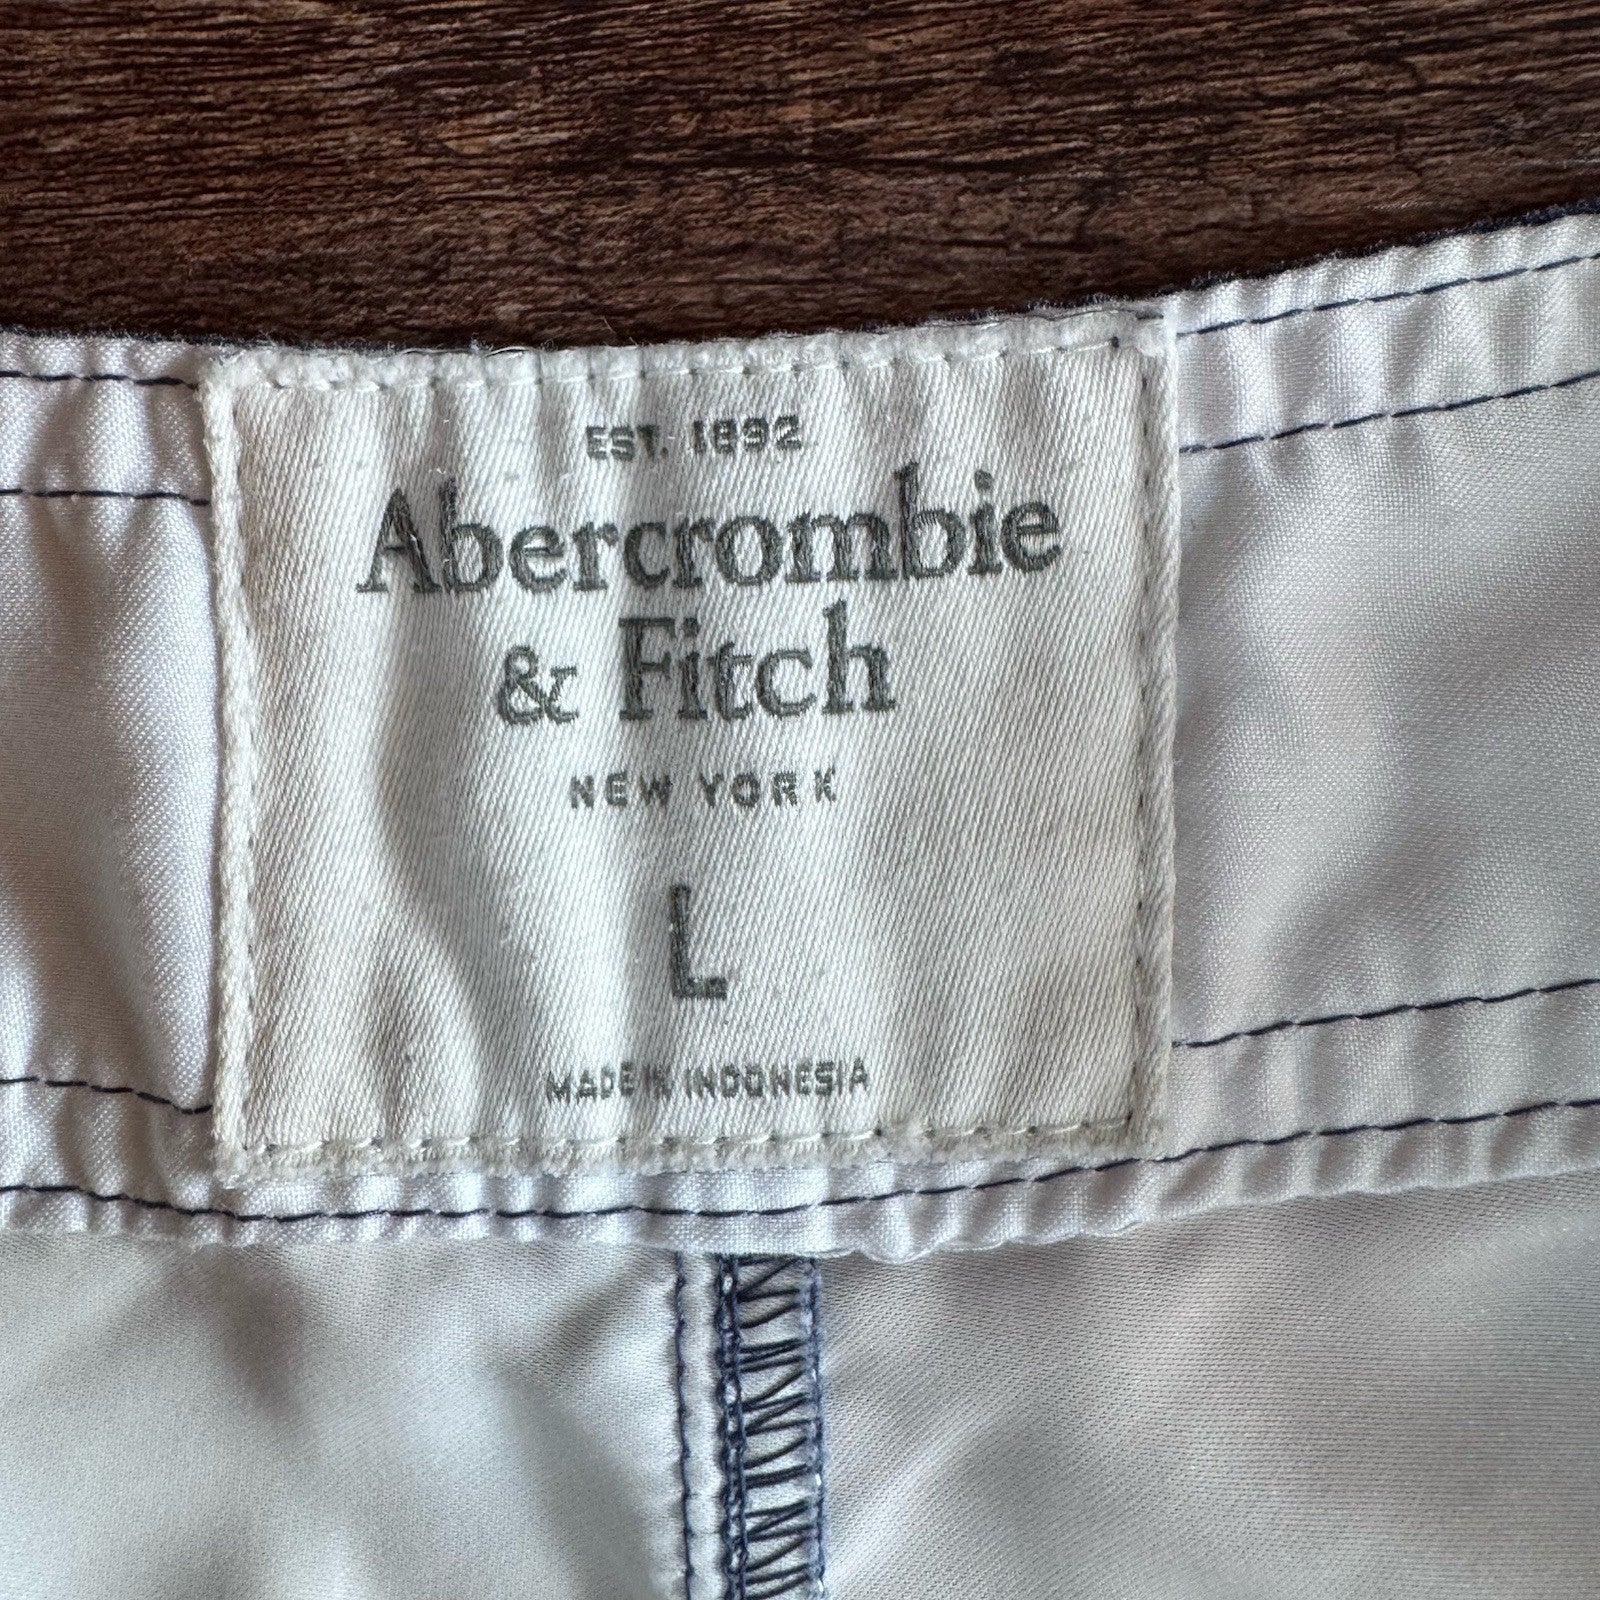 EST. 1892
Abercrombie
& Fitch
NEW YORK
L
MADE IN INDONESIA